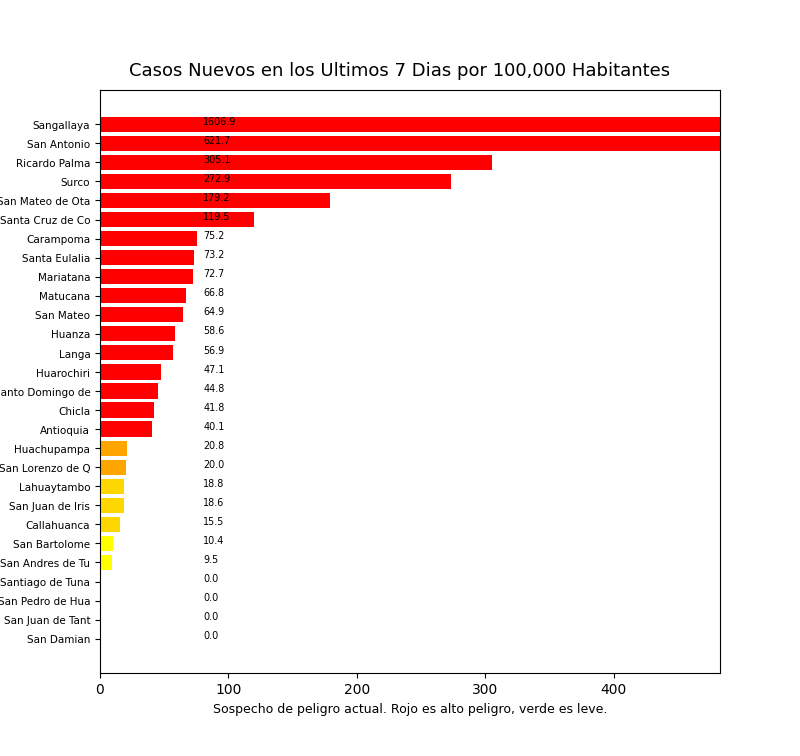 Casos Nuevos en los Ultimos 7 Dias por 100,000 Habitantes
Sangallaya 1606.9
San Antonio 621.7
Ricardo Palma 305.1
Surco 272.9
San Mateo de Ota 179.2
Santa Cruz de Co 119.5
Carampoma 75.2
Santa Eulalia 73.2
Mariatana 72.7
Matucana 66.8
San Mateo 64.9
Huanza 58.6
Langa 56.9
Huarochiri 47.1
anto Domingo de 44.8
Chicla 41.8
Antioquia 40.1
Huachupampa 20.8
San Lorenzo de Q 20.0
Lahuaytambo 18.8
San Juan de Iris 18.6
Callahuanca 15.5
San Bartolome 10.4
San Andres de Tu 9.5
Santiago de Tuna 0.0
San Pedro de Hua 0.0
San Juan de Tant 0.0
San Damian 0.0
0 100 200 300 400
Sospecho de peligro actual. Rojo es alto peligro, verde es leve.